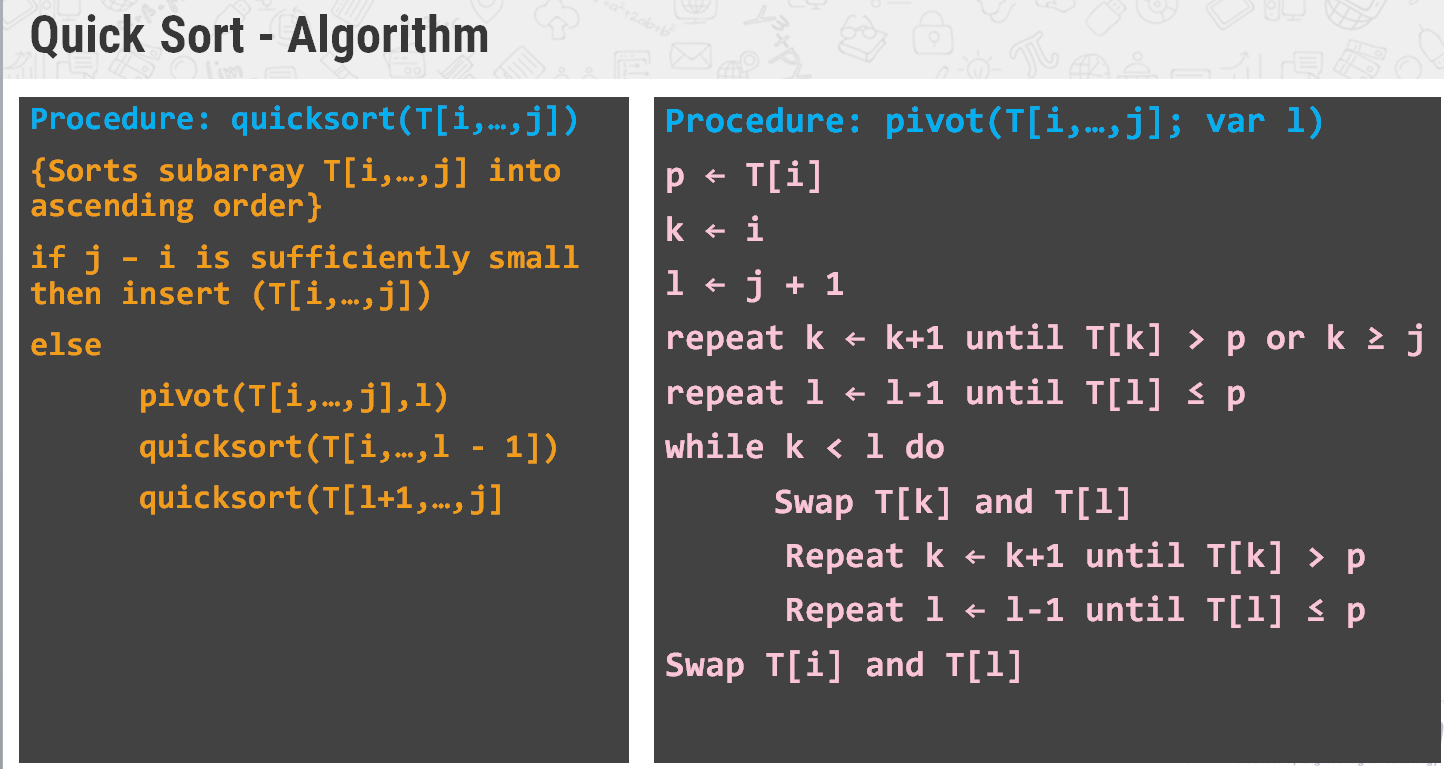 Quick Sort - Algorithm
Procedure: quicksort(T[i,…,j])
{Sorts subarray T[i,…,j] into
ascending order}
if j – i is sufficiently small
then insert (T[i,…,j])
else
pivot(T[i,…,j],l)
quicksort(T[i,…,l - 1])
quicksort(T[l+1,…,j]
Procedure: pivot(T[i,…,j]; var l)
p ← T[i]
k ← i
l ← j + 1
repeat k ← k+1 until T[k] > p or k ≥ j
repeat l ← l-1 until T[l] ≤ p
while k < l do
Swap T[k] and T[l]
Repeat k ← k+1 until T[k] > p
Repeat l ← l-1 until T[l] ≤ p
Swap T[i] and T[l]